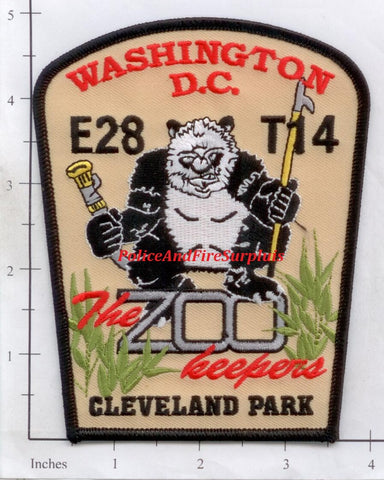 WASHINGTON
D.C.
E28 T14
PoliceAndFireSurplus
The ZOO
keepers
CLEVELAND PARK
5
4
3
2
1
Inches 1 2 3 4